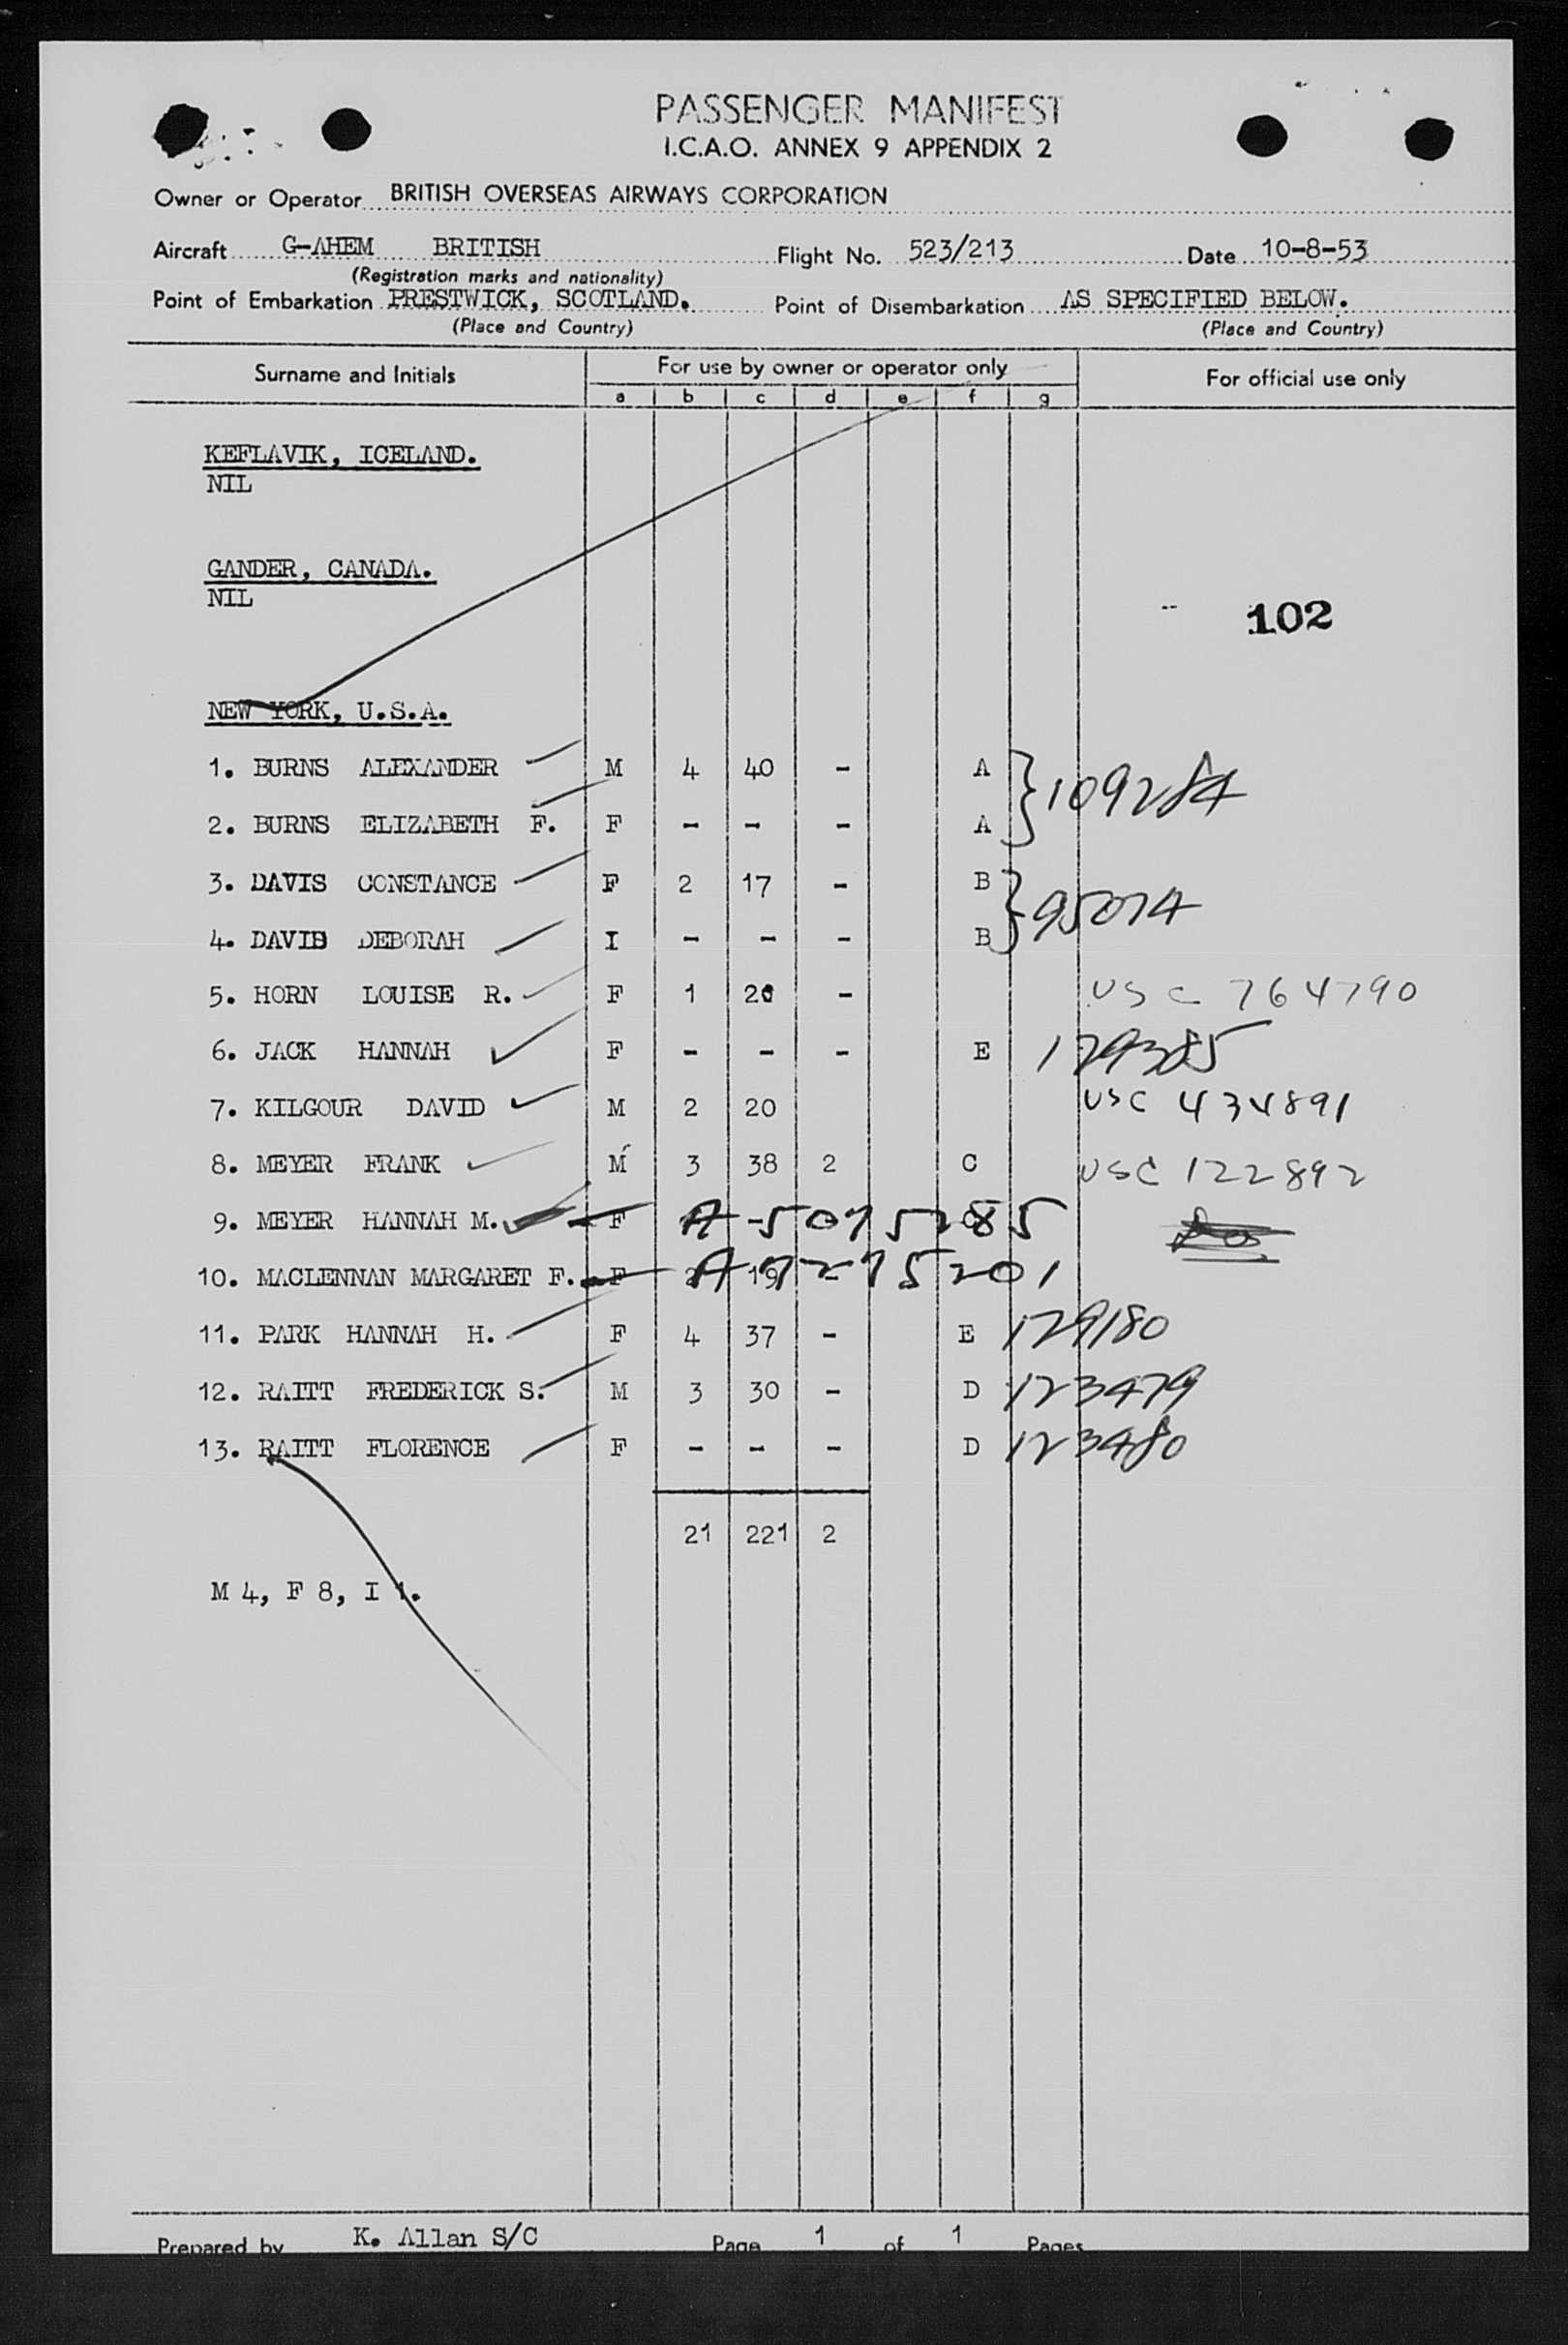 PASSENGER MANIFEST
I.C.A.O. ANNEX 9 APPENDIX 2
Owner or Operator BRITISH OVERSEAS AIRWAYS CORPORATION
Aircraft G-AHEM BRITISH Flight No. 523/213 Date 10-8-53
(Registration marks and nationality)
Point of Embarkation PRESTWICK, SCOTLAND. Point of Disembarkation AS SPECIFIED BELOW.
(Place and Country) (Place and Country)
Surname and Initials For use by owner or operator only For official use only
a b c d e f g
KEFLAVIK, ICELAND.
NIL
GANDER, CANADA.
NIL
102
NEW YORK, U.S.A.
1. BURNS ALEXANDER M 4 40 - A
2. BURNS ELIZABETH F. F - - - A
3. DAVIS CONSTANCE F 2 17 - B
4. DAVIS DEBORAH I - - - B 95074
5. HORN LOUISE R. F 1 20 - USC 764790
6. JACK HANNAH F - - - E 129385
7. KILGOUR DAVID M 2 20 USC 434891
8. MEYER FRANK M 3 38 2 C USC 122892
9. MEYER HANNAH M. F A-5075285
10. MACLENNAN MARGARET F. F 2 19 - A7275201
11. PARK HANNAH H. F 4 37 - E 129180
12. RAITT FREDERICK S. M 3 30 - D 123479
13. RAITT FLORENCE F - - - D 123480
21 221 2
M 4, F 8, I 1.
Prepared by K. Allan S/C Page 1 of 1 Pages